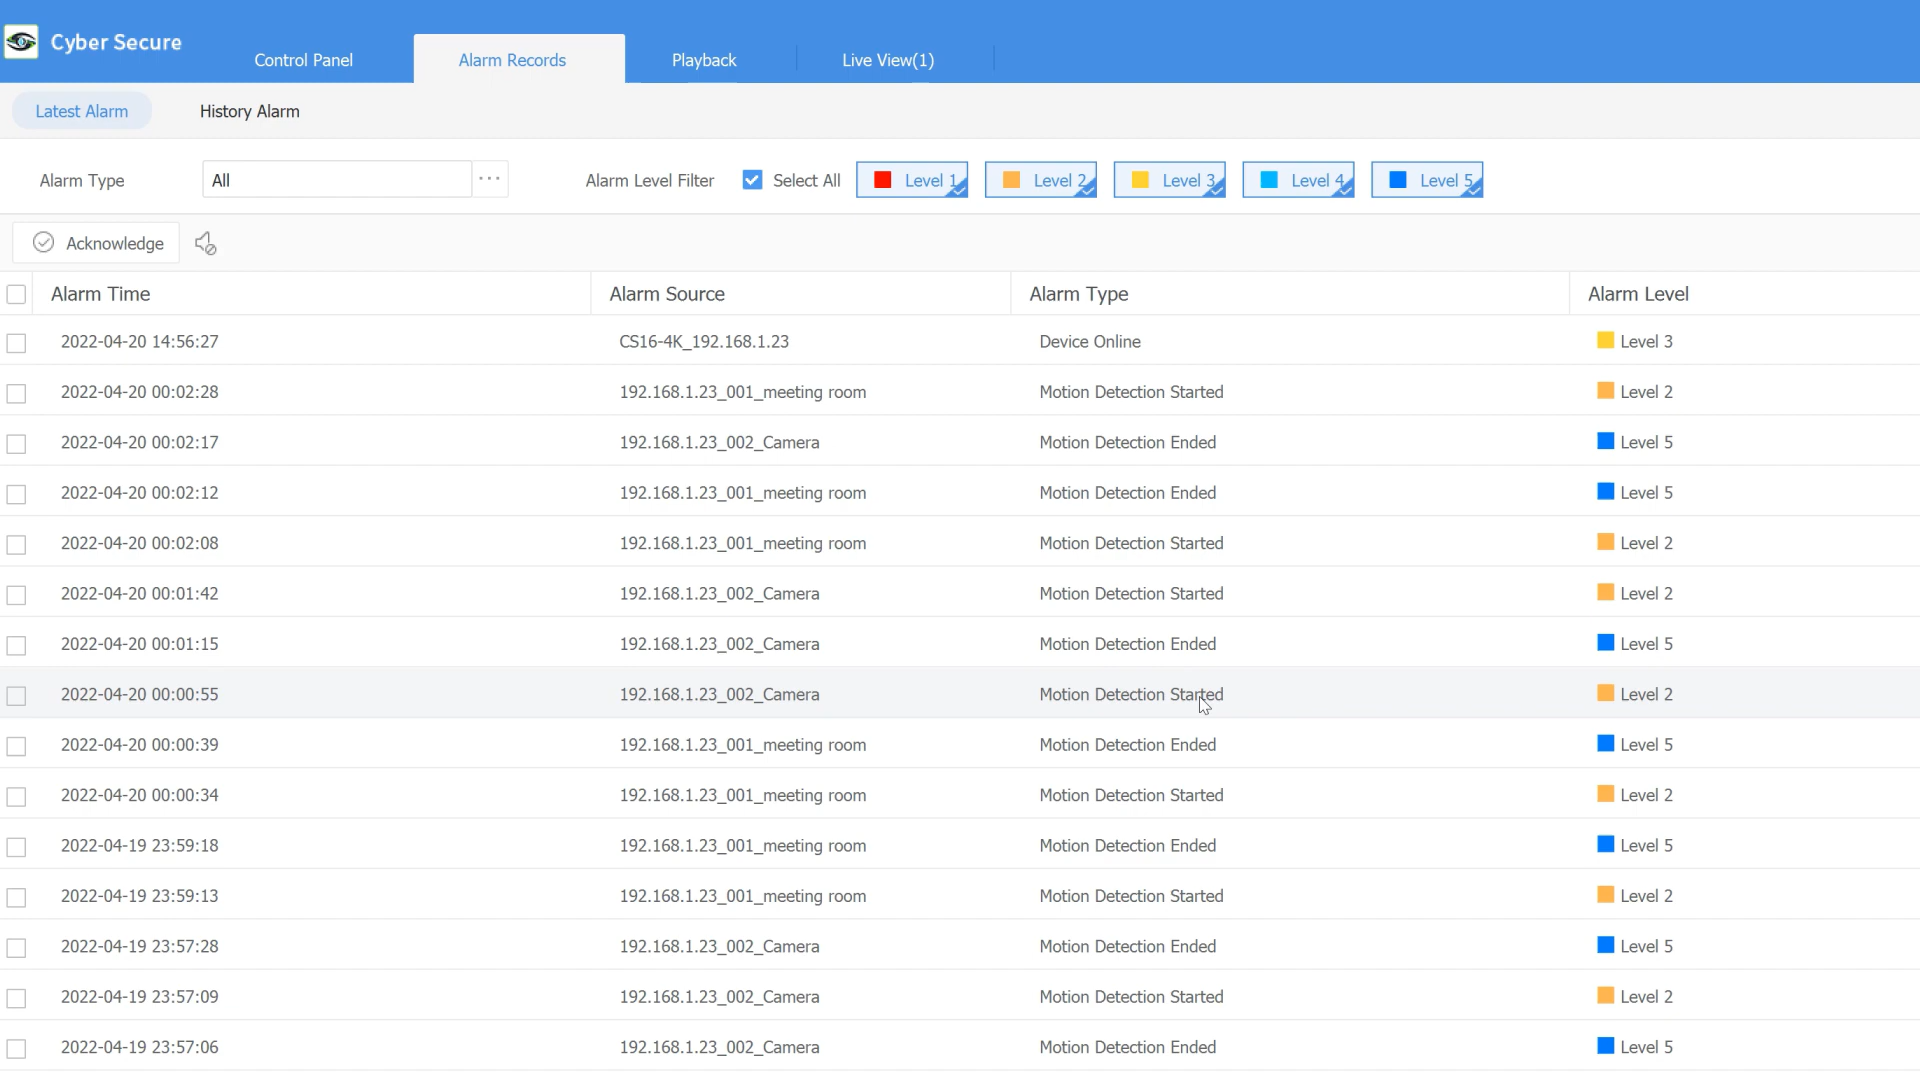 Cyber Secure
Control Panel Alarm Records Playback Live View(1)
Latest Alarm History Alarm
Alarm Type All ... Alarm Level Filter Select All Level 1 Level 2 Level 3 Level 4 Level 5
Acknowledge
Alarm Time Alarm Source Alarm Type Alarm Level
2022-04-20 14:56:27 CS16-4K_192.168.1.23 Device Online Level 3
2022-04-20 00:02:28 192.168.1.23_001_meeting room Motion Detection Started Level 2
2022-04-20 00:02:17 192.168.1.23_002_Camera Motion Detection Ended Level 5
2022-04-20 00:02:12 192.168.1.23_001_meeting room Motion Detection Ended Level 5
2022-04-20 00:02:08 192.168.1.23_001_meeting room Motion Detection Started Level 2
2022-04-20 00:01:42 192.168.1.23_002_Camera Motion Detection Started Level 2
2022-04-20 00:01:15 192.168.1.23_002_Camera Motion Detection Ended Level 5
2022-04-20 00:00:55 192.168.1.23_002_Camera Motion Detection Started Level 2
2022-04-20 00:00:39 192.168.1.23_001_meeting room Motion Detection Ended Level 5
2022-04-20 00:00:34 192.168.1.23_001_meeting room Motion Detection Started Level 2
2022-04-19 23:59:18 192.168.1.23_001_meeting room Motion Detection Ended Level 5
2022-04-19 23:59:13 192.168.1.23_001_meeting room Motion Detection Started Level 2
2022-04-19 23:57:28 192.168.1.23_002_Camera Motion Detection Ended Level 5
2022-04-19 23:57:09 192.168.1.23_002_Camera Motion Detection Started Level 2
2022-04-19 23:57:06 192.168.1.23_002_Camera Motion Detection Ended Level 5